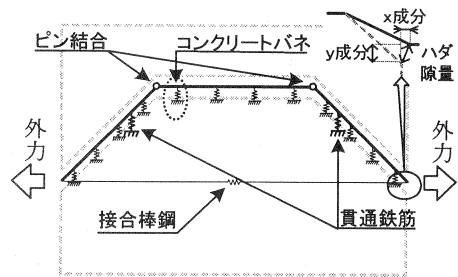 x成分
ピン結合
コンクリートバネ
y成分
ハダ
隙量
外力
外力
接合棒鋼
貫通鉄筋